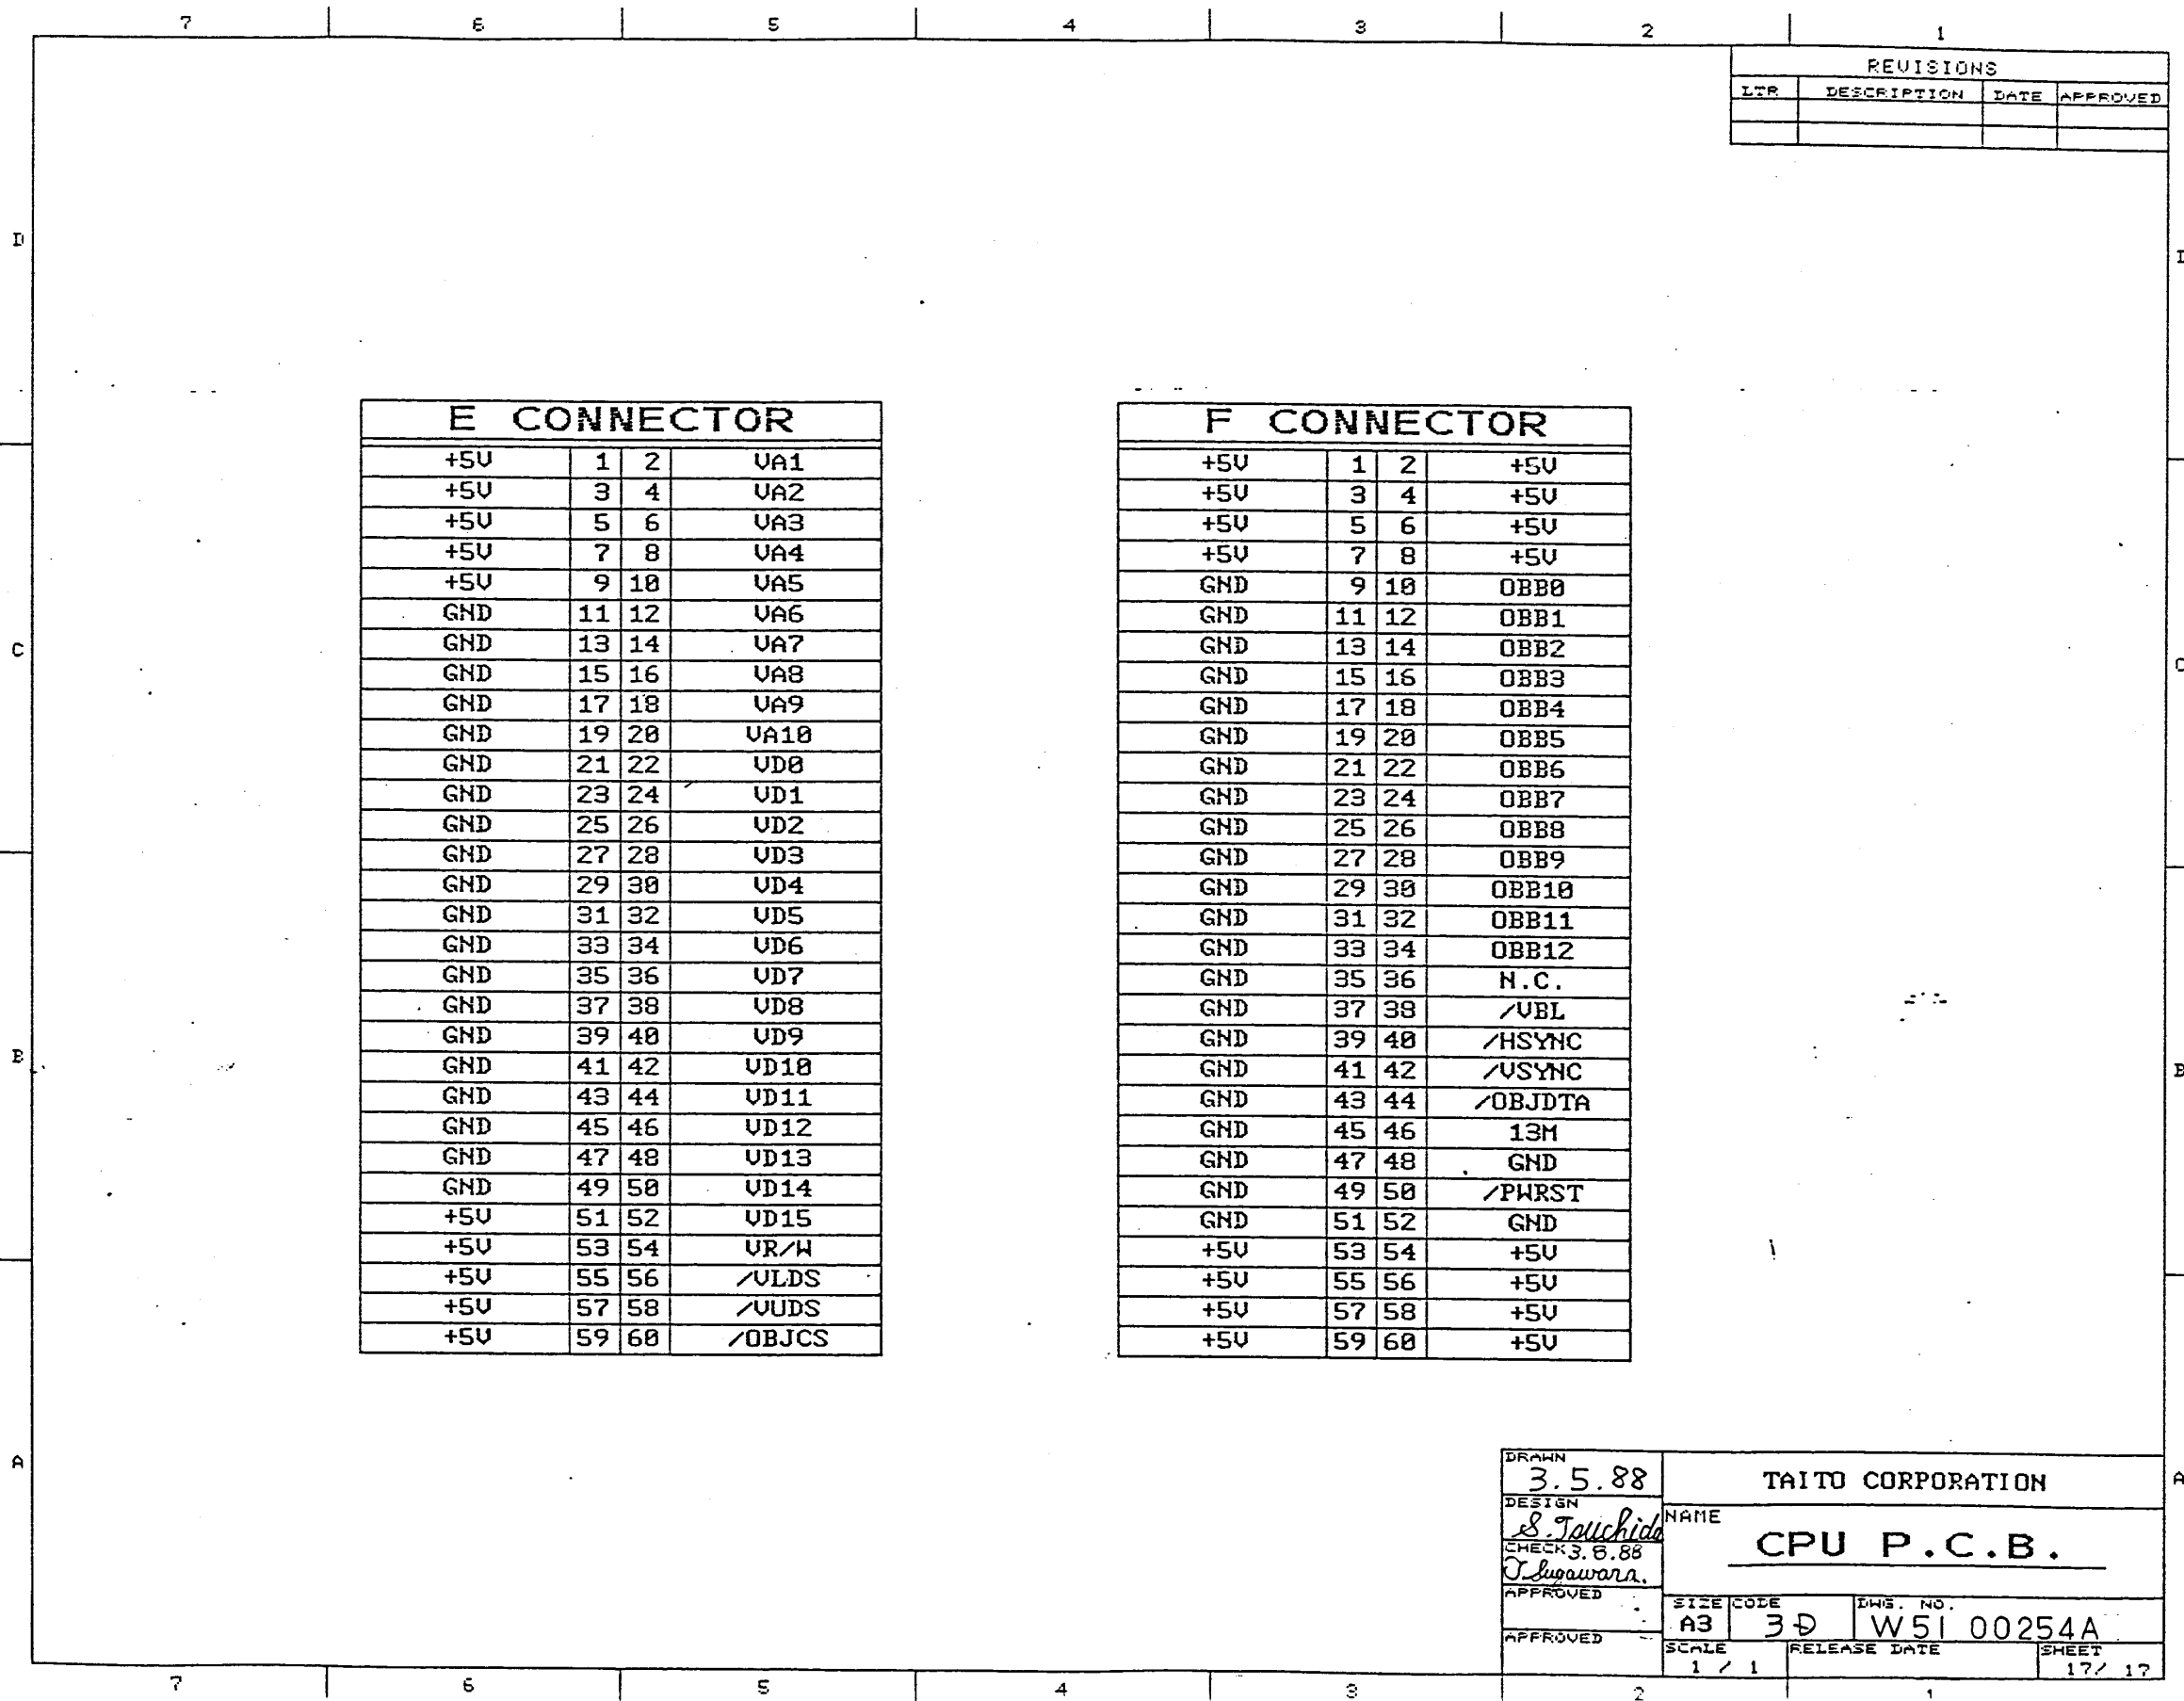 7 6 5 4 3 2 1
REVISIONS
LTR DESCRIPTION DATE APPROVED
D
C
B
A
E CONNECTOR
+5V 1 2 VA1
+5V 3 4 VA2
+5V 5 6 VA3
+5V 7 8 VA4
+5V 9 10 VA5
GND 11 12 VA6
GND 13 14 VA7
GND 15 16 VA8
GND 17 18 VA9
GND 19 20 VA10
GND 21 22 VD0
GND 23 24 VD1
GND 25 26 VD2
GND 27 28 VD3
GND 29 30 VD4
GND 31 32 VD5
GND 33 34 VD6
GND 35 36 VD7
GND 37 38 VD8
GND 39 40 VD9
GND 41 42 VD10
GND 43 44 VD11
GND 45 46 VD12
GND 47 48 VD13
GND 49 50 VD14
+5V 51 52 VD15
+5V 53 54 VR/W
+5V 55 56 /VLDS
+5V 57 58 /VUDS
+5V 59 60 /OBJCS
F CONNECTOR
+5V 1 2 +5V
+5V 3 4 +5V
+5V 5 6 +5V
+5V 7 8 +5V
GND 9 10 OBB0
GND 11 12 OBB1
GND 13 14 OBB2
GND 15 16 OBB3
GND 17 18 OBB4
GND 19 20 OBB5
GND 21 22 OBB6
GND 23 24 OBB7
GND 25 26 OBB8
GND 27 28 OBB9
GND 29 30 OBB10
GND 31 32 OBB11
GND 33 34 OBB12
GND 35 36 N.C.
GND 37 38 /VBL
GND 39 40 /HSYNC
GND 41 42 /VSYNC
GND 43 44 /OBJDTA
GND 45 46 13M
GND 47 48 GND
GND 49 50 /PWRST
GND 51 52 GND
+5V 53 54 +5V
+5V 55 56 +5V
+5V 57 58 +5V
+5V 59 60 +5V
D
C
B
A
DRAWN
3.5.88
DESIGN
S. Tsuchida
CHECK 3.8.88
T. Sugawara.
APPROVED
APPROVED
TAITO CORPORATION
NAME
CPU P.C.B.
SIZE CODE DWG. NO.
A3 3D W51 00254A
SCALE RELEASE DATE SHEET
1 / 1 17/ 17
7 6 5 4 3 2 1